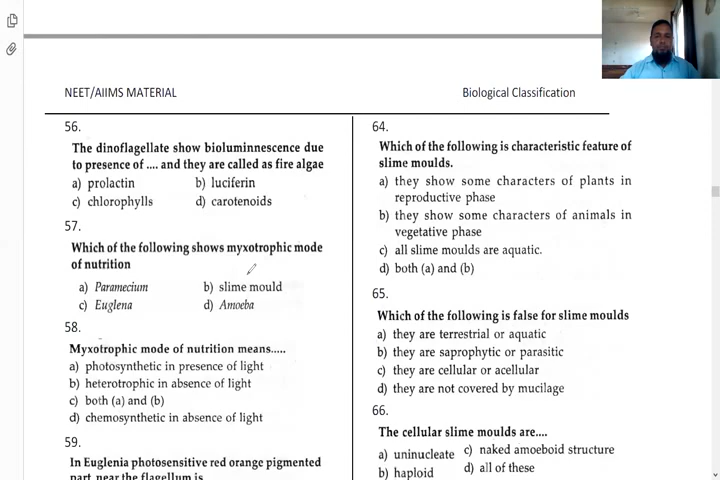 NEET/AIIMS MATERIAL
Biological Classification
56.
The dinoflagellate show bioluminnescence due
to presence of .... and they are called as fire algae
a) prolactin b) luciferin
c) chlorophylls d) carotenoids
57.
Which of the following shows myxotrophic mode
of nutrition
a) Paramecium b) slime mould
c) Euglena d) Amoeba
58.
Myxotrophic mode of nutrition means.....
a) photosynthetic in presence of light
b) heterotrophic in absence of light
c) both (a) and (b)
d) chemosynthetic in absence of light
59.
In Euglenia photosensitive red orange pigmented
part, near the flagellum is
64.
Which of the following is characteristic feature of
slime moulds.
a) they show some characters of plants in
reproductive phase
b) they show some characters of animals in
vegetative phase
c) all slime moulds are aquatic.
d) both (a) and (b)
65.
Which of the following is false for slime moulds
a) they are terrestrial or aquatic
b) they are saprophytic or parasitic
c) they are cellular or acellular
d) they are not covered by mucilage
66.
The cellular slime moulds are....
a) uninucleate c) naked amoeboid structure
b) haploid d) all of these